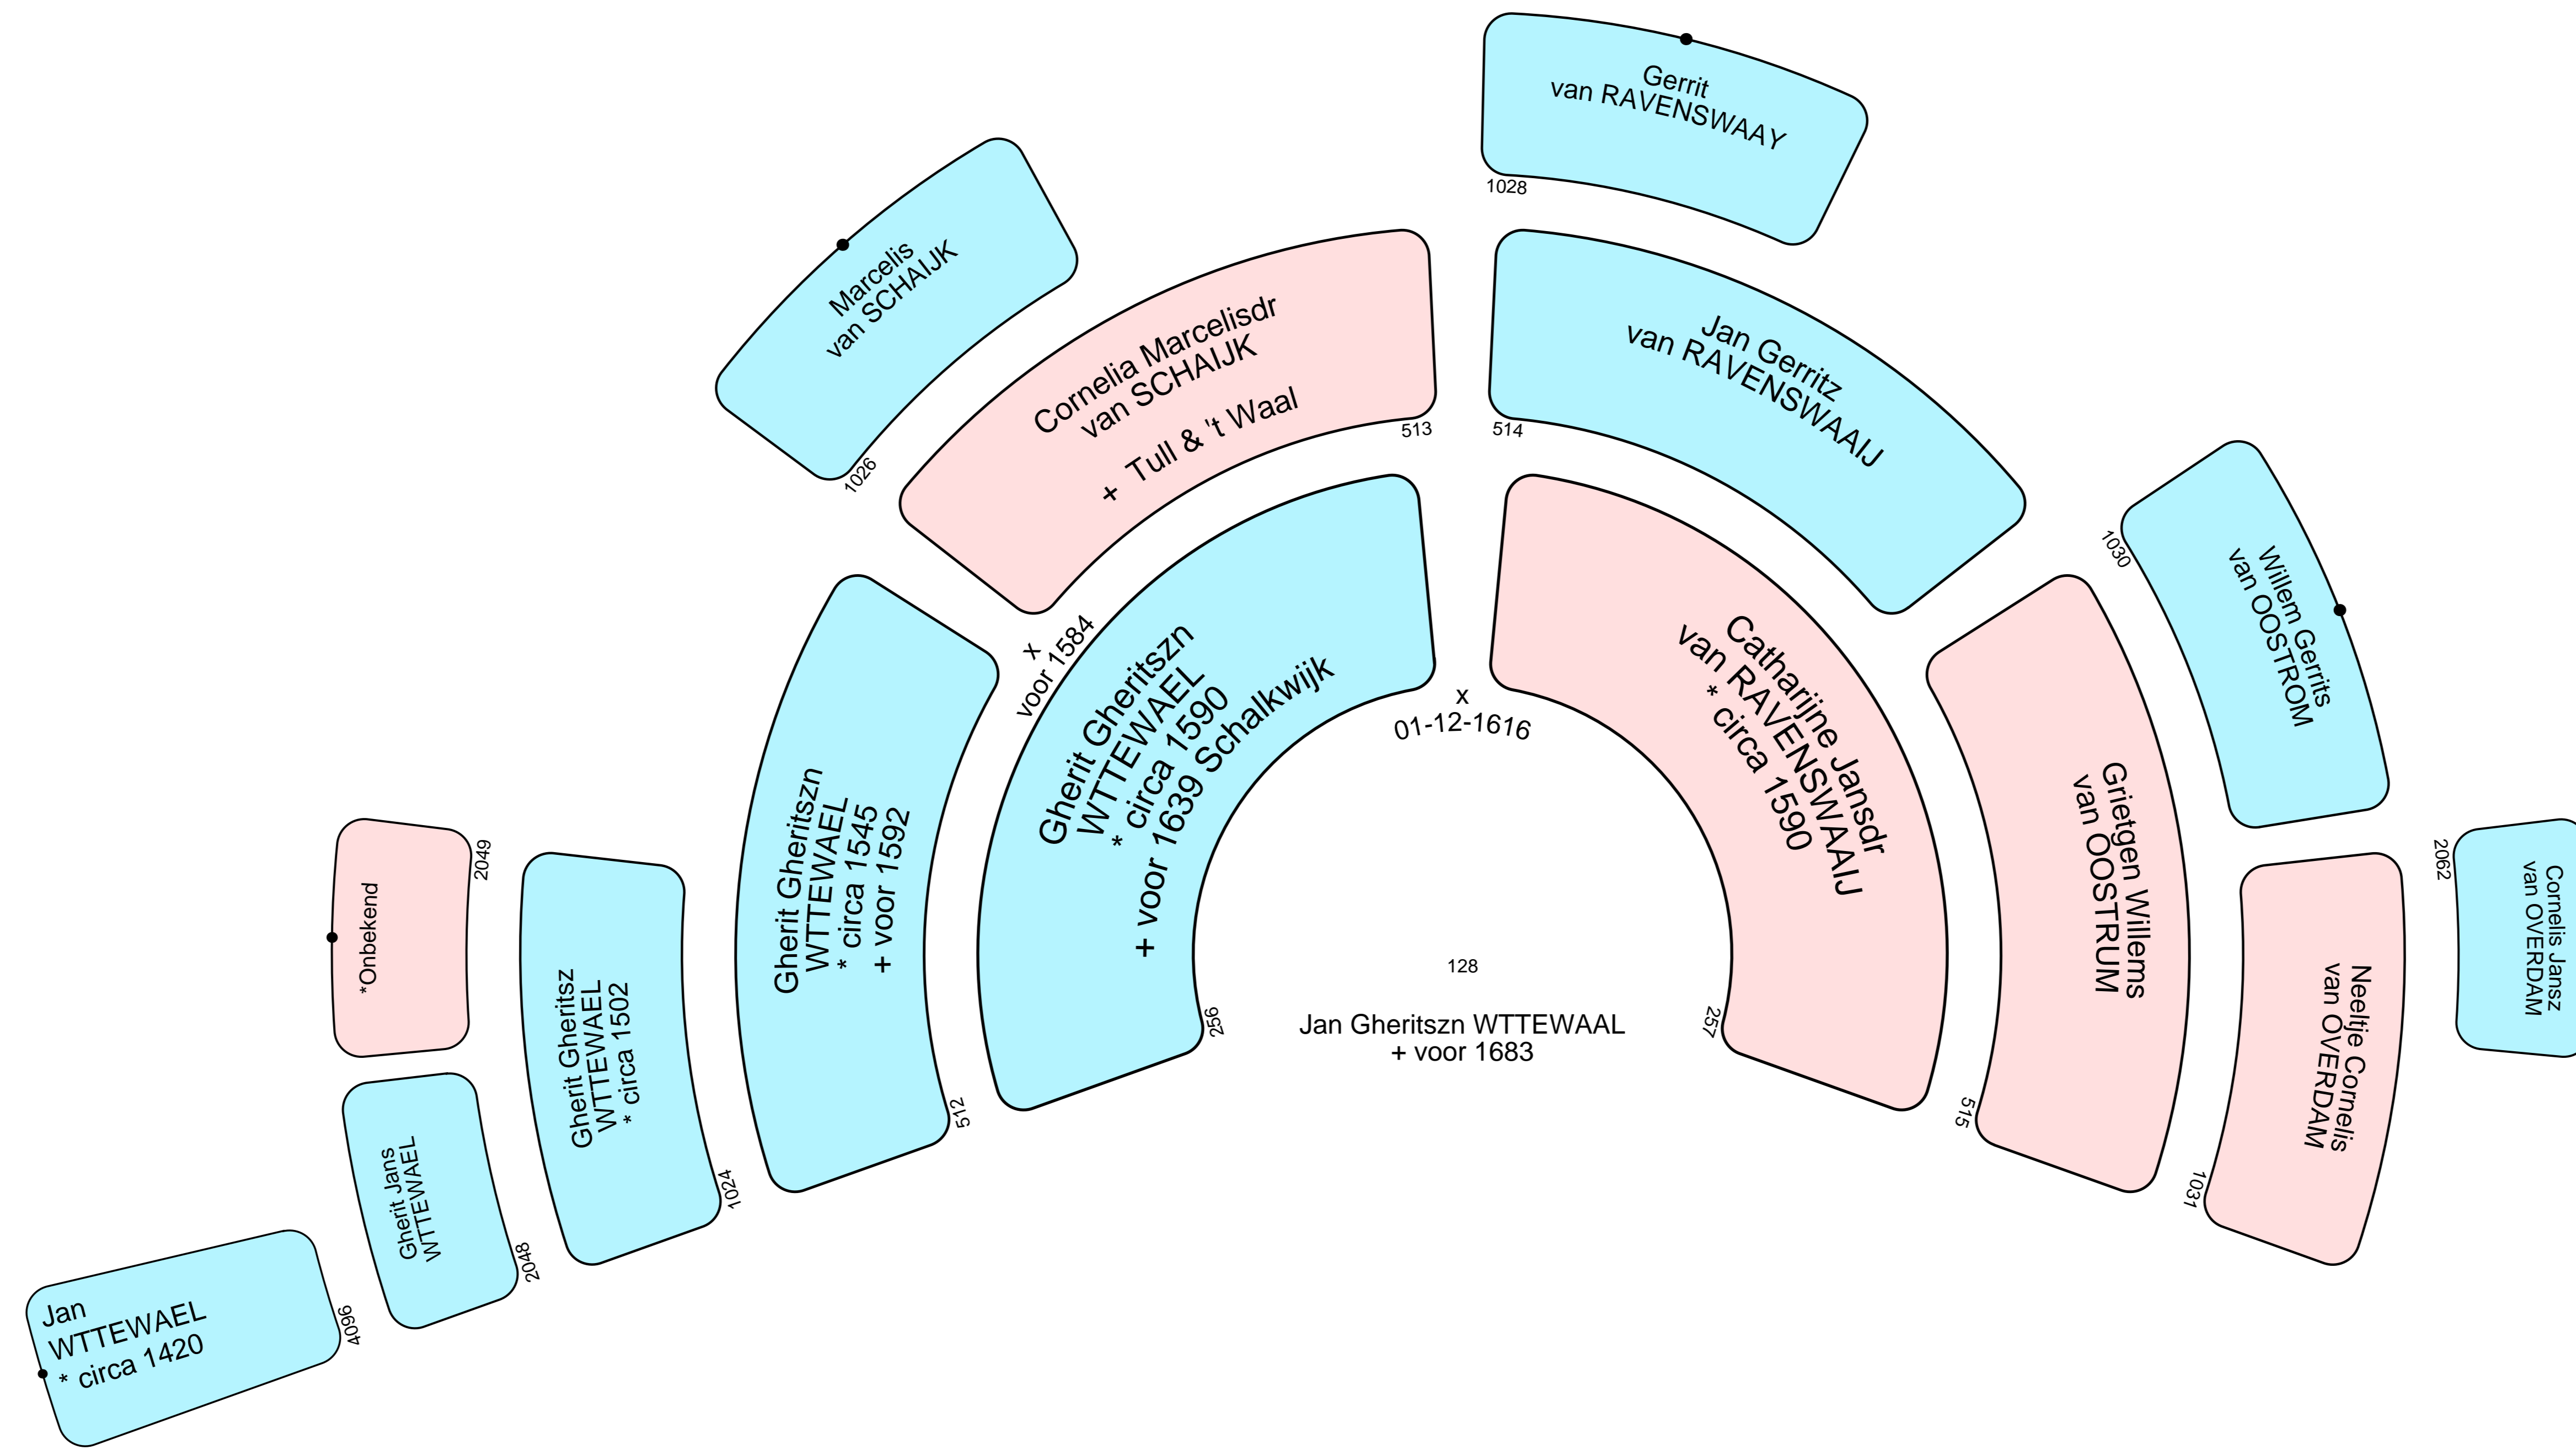 Gerrit
van RAVENSWAAY
1028
Marcelis
van SCHAIJK
1026
Cornelia Marcelisdr
van SCHAIJK
+ Tull & 't Waal
513
Jan Gerritz
van RAVENSWAAIJ
514
Willem Gerrits
van OOSTROM
1030
x
voor 1584
Gherit Gheritszn
WTTEWAEL
* circa 1590
+ voor 1639 Schalkwijk
256
x
01-12-1616
Catharijne Jansdr
van RAVENSWAAIJ
* circa 1590
257
Gherit Gheritszn
WTTEWAEL
* circa 1545
+ voor 1592
512
Grietgen Willems
van OOSTRUM
515
*Onbekend
2049
Gherit Gheritsz
WTTEWAEL
* circa 1502
1024
Neeltje Cornelis
van OVERDAM
1031
Cornelis Jansz
van OVERDAM
2062
128
Jan Gheritszn WTTEWAAL
+ voor 1683
Gherit Jans
WTTEWAEL
2048
Jan
WTTEWAEL
* circa 1420
4096